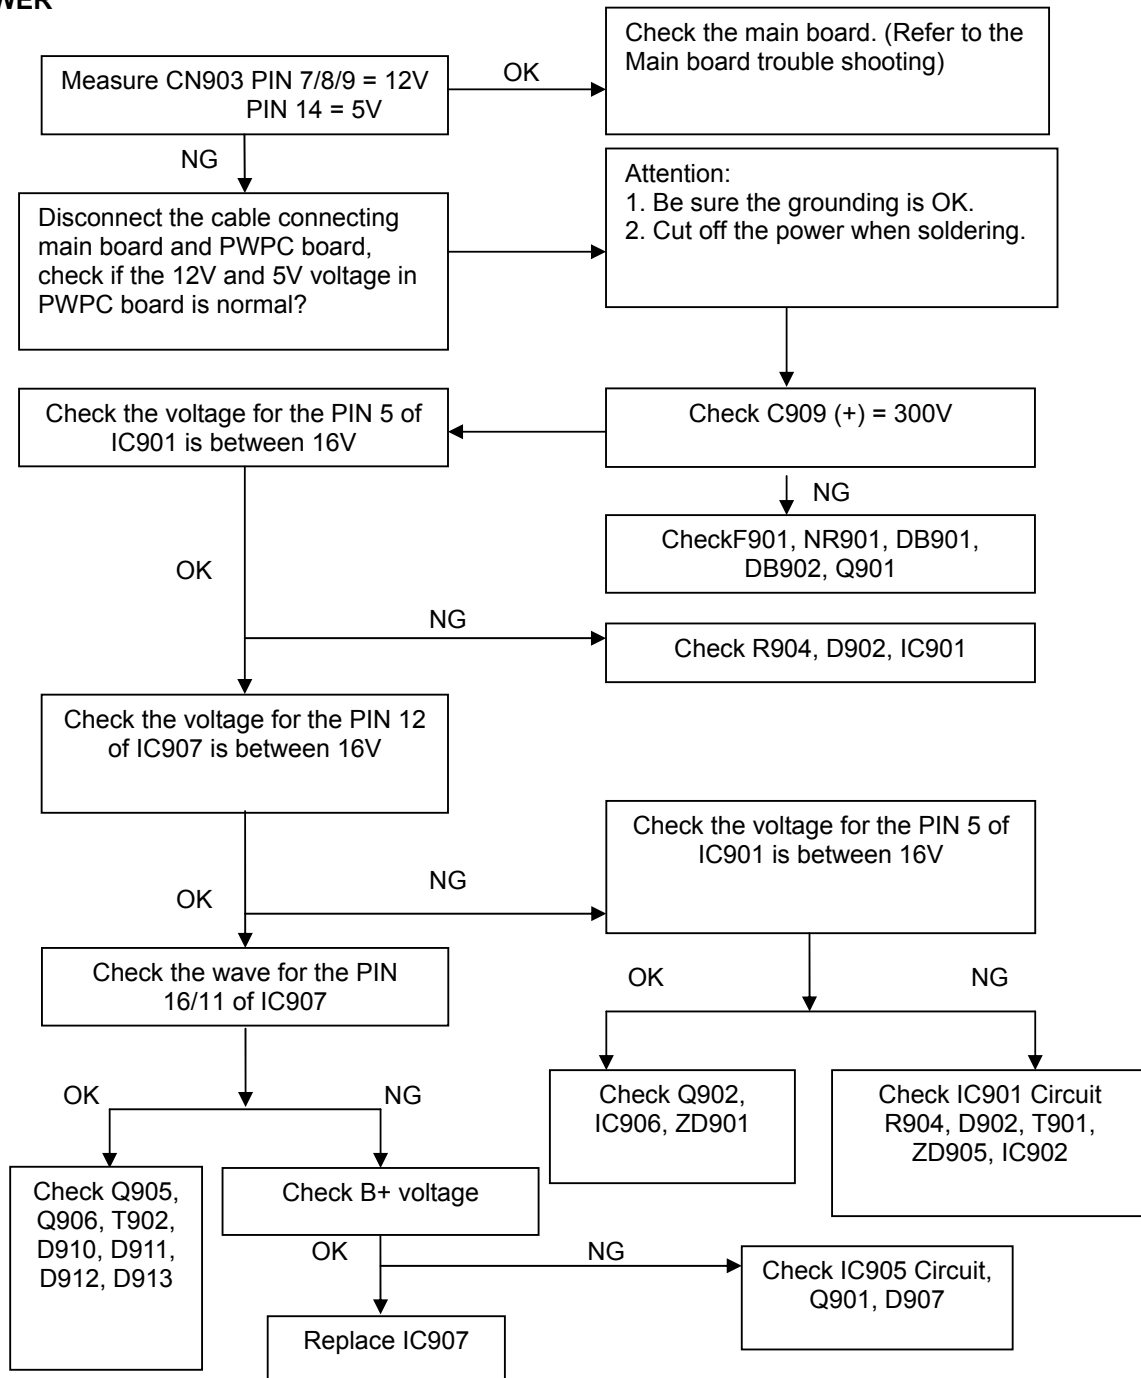 Check the main board. (Refer to the
Main board trouble shooting)
Measure CN903 PIN 7/8/9 = 12V
PIN 14 = 5V
OK
NG
Attention:
1. Be sure the grounding is OK.
2. Cut off the power when soldering.
Disconnect the cable connecting
main board and PWPC board,
check if the 12V and 5V voltage in
PWPC board is normal?
Check the voltage for the PIN 5 of
IC901 is between 16V
Check C909 (+) = 300V
NG
CheckF901, NR901, DB901,
DB902, Q901
OK
NG
Check R904, D902, IC901
Check the voltage for the PIN 12
of IC907 is between 16V
Check the voltage for the PIN 5 of
IC901 is between 16V
NG
OK
Check the wave for the PIN
16/11 of IC907
OK
NG
OK
NG
Check Q902,
IC906, ZD901
Check IC901 Circuit
R904, D902, T901,
ZD905, IC902
Check Q905,
Q906, T902,
D910, D911,
D912, D913
Check B+ voltage
OK
NG
Check IC905 Circuit,
Q901, D907
Replace IC907